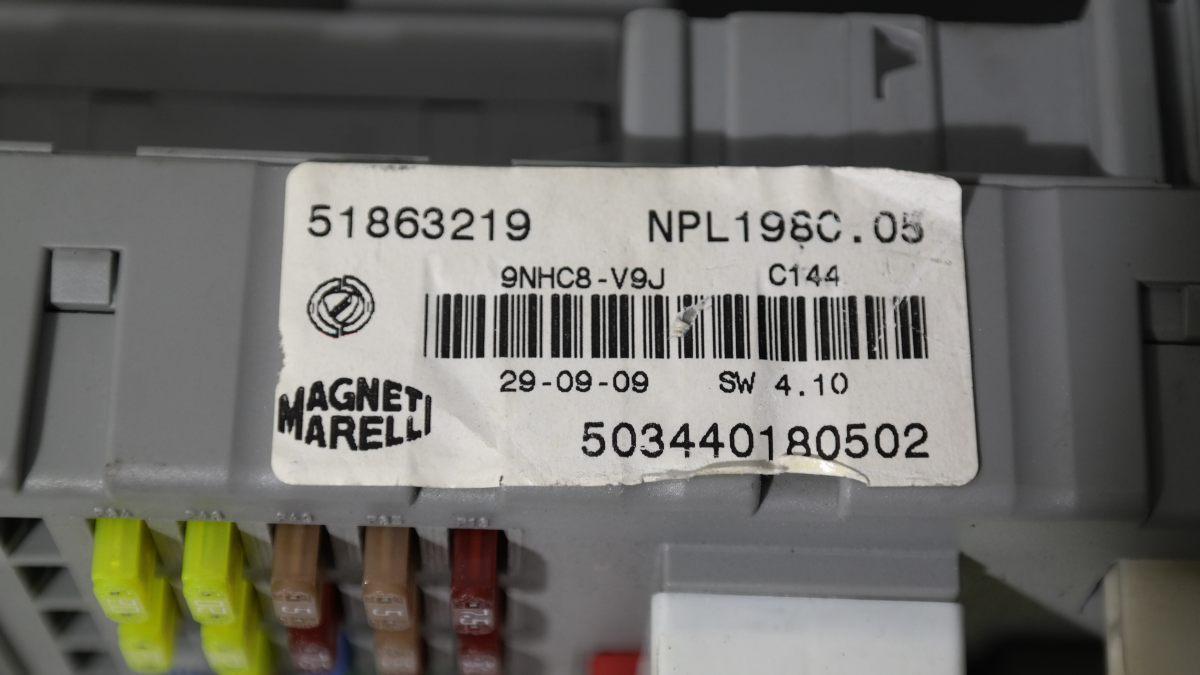 51863219 NPL198C.05
9NHC8-V9J C144
29-09-09 SW 4.10
MAGNETI
MARELLI
503440180502